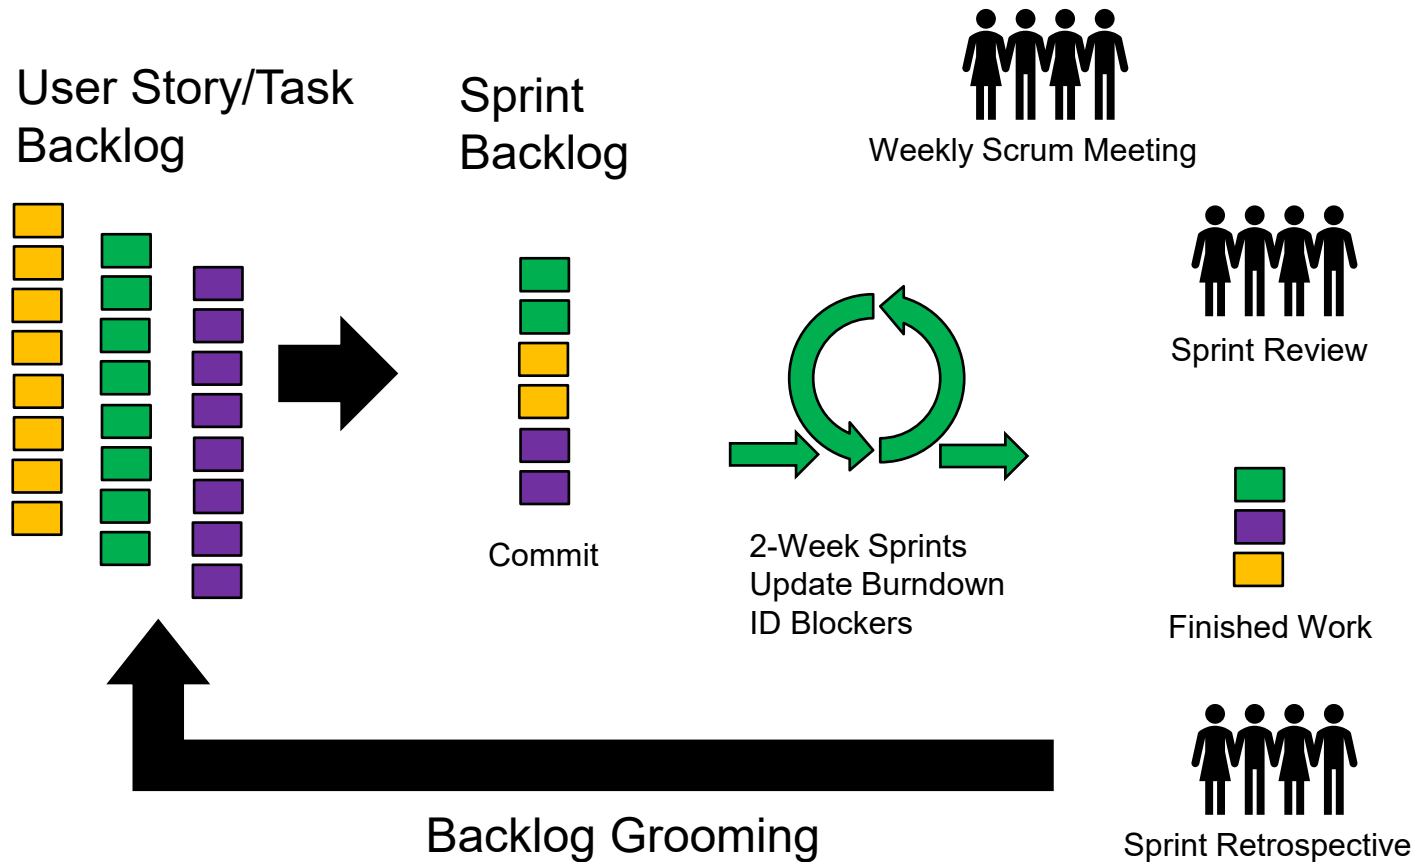 User Story/Task
Backlog
Sprint
Backlog
Weekly Scrum Meeting
Sprint Review
Commit
2-Week Sprints
Update Burndown
ID Blockers
Finished Work
Backlog Grooming
Sprint Retrospective